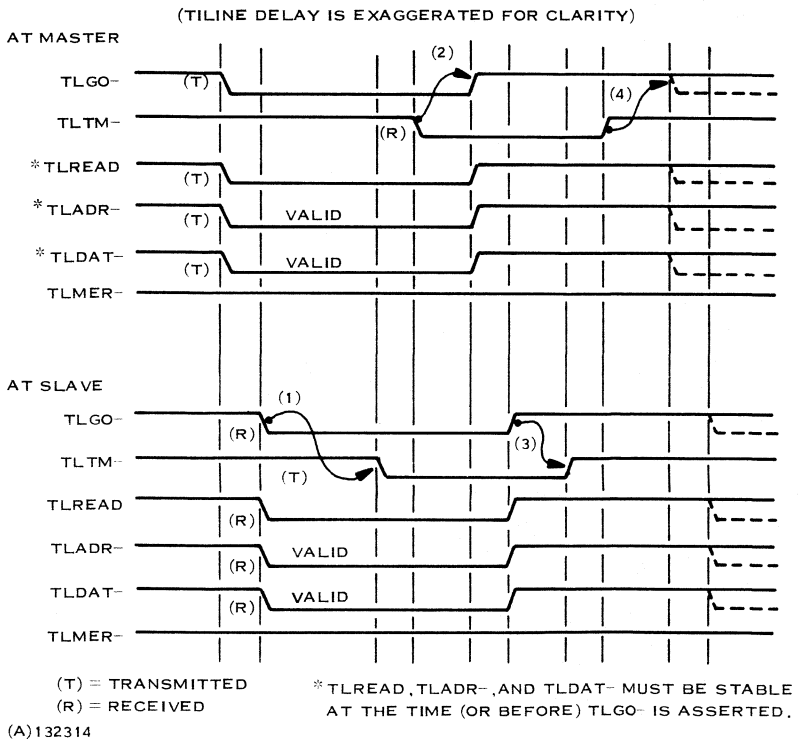 (TILINE DELAY IS EXAGGERATED FOR CLARITY)
AT MASTER
(2)
TLGO- (T)
(4)
TLTM- (R)
*TLREAD (T)
*TLADR- (T) VALID
*TLDAT- (T) VALID
TLMER-
AT SLAVE
(1)
TLGO- (R)
(3)
TLTM- (T)
TLREAD (R)
TLADR- (R) VALID
TLDAT- (R) VALID
TLMER-
(T) = TRANSMITTED
(R) = RECEIVED
*TLREAD, TLADR-, AND TLDAT- MUST BE STABLE
AT THE TIME (OR BEFORE) TLGO- IS ASSERTED.
(A)132314